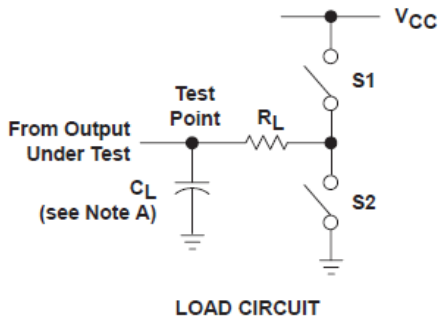 VCC
S1
Test
Point
RL
From Output
Under Test
CL
(see Note A)
S2
LOAD CIRCUIT